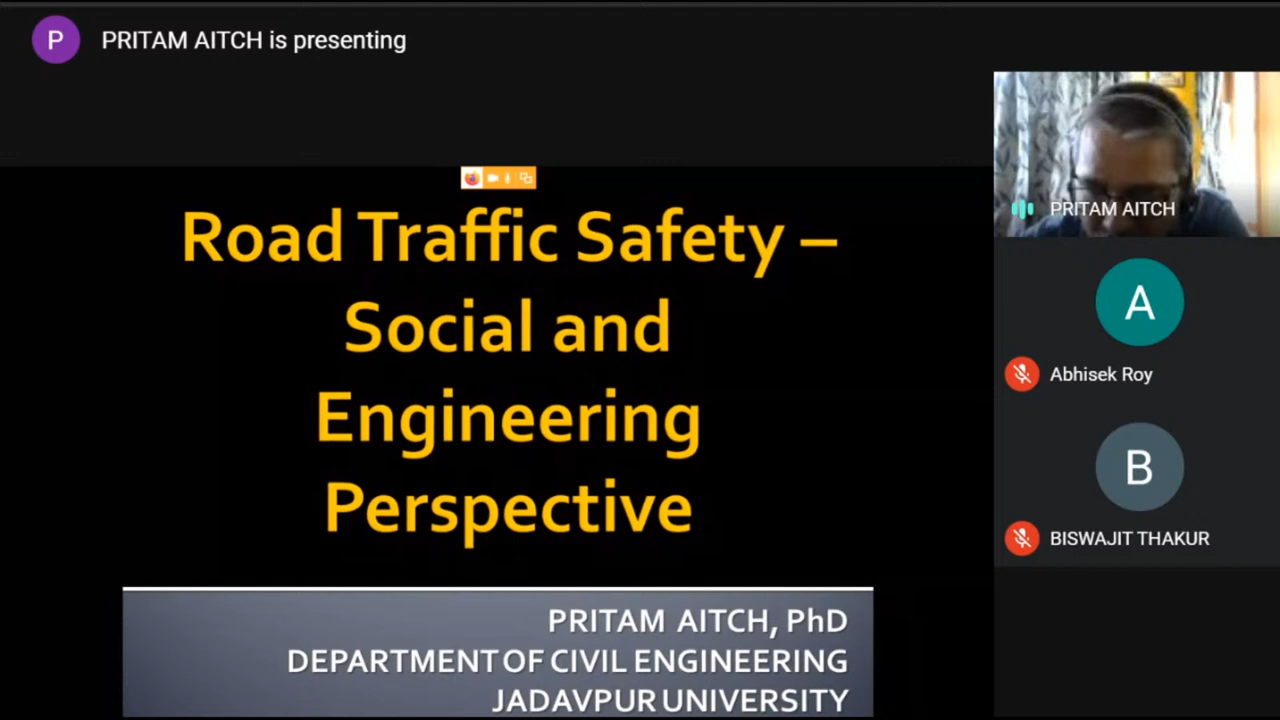 P
PRITAM AITCH is presenting
Road Traffic Safety –
Social and
Engineering
Perspective
PRITAM AITCH, PhD
DEPARTMENT OF CIVIL ENGINEERING
JADAVPUR UNIVERSITY
PRITAM AITCH
A
Abhisek Roy
B
BISWAJIT THAKUR